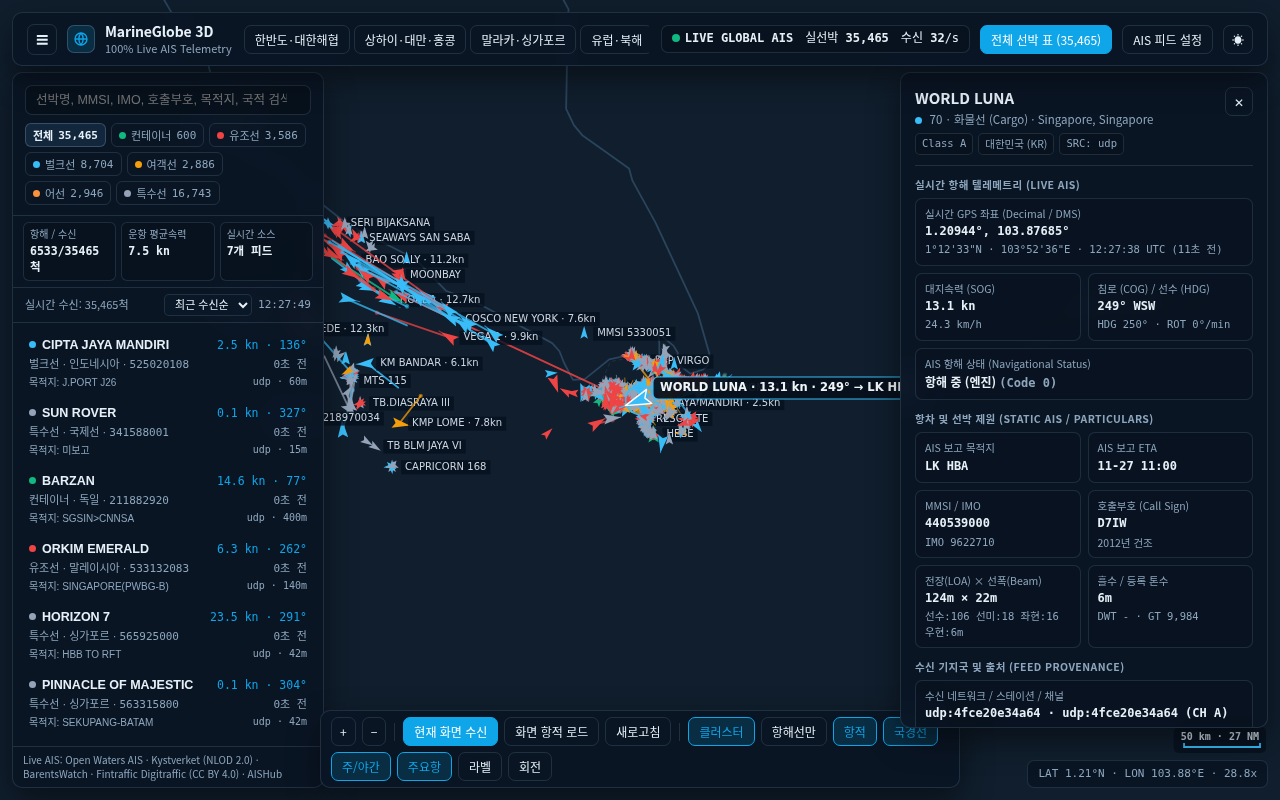 MarineGlobe 3D
100% Live AIS Telemetry
한반도·대한해협
상하이·대만·홍콩
말라카·싱가포르
유럽·북해
LIVE GLOBAL AIS 실선박 35,465 수신 32/s
전체 선박 표 (35,465)
AIS 피드 설정
선박명, MMSI, IMO, 호출부호, 목적지, 국적 검색
전체 35,465
컨테이너 600
유조선 3,586
벌크선 8,704
여객선 2,886
어선 2,946
특수선 16,743
항해 / 수신
6533/35465
척
운항 평균속력
7.5 kn
실시간 소스
7개 피드
실시간 수신: 35,465척
최근 수신순
12:27:49
CIPTA JAYA MANDIRI 2.5 kn · 136°
벌크선 · 인도네시아 · 525020108 0초 전
목적지: J.PORT J26 udp · 60m
SUN ROVER 0.1 kn · 327°
특수선 · 국제선 · 341588001 0초 전
목적지: 미보고 udp · 15m
BARZAN 14.6 kn · 77°
컨테이너 · 독일 · 211882920 0초 전
목적지: SGSIN>CNNSA udp · 400m
ORKIM EMERALD 6.3 kn · 262°
유조선 · 말레이시아 · 533132083 0초 전
목적지: SINGAPORE(PWBG-B) udp · 140m
HORIZON 7 23.5 kn · 291°
특수선 · 싱가포르 · 565925000 0초 전
목적지: HBB TO RFT udp · 42m
PINNACLE OF MAJESTIC 0.1 kn · 304°
특수선 · 싱가포르 · 563315800 0초 전
목적지: SEKUPANG-BATAM udp · 42m
Live AIS: Open Waters AIS · Kystverket (NLOD 2.0) ·
BarentsWatch · Fintraffic Digitraffic (CC BY 4.0) · AISHub
SERI BIJAKSANA
SEAWAYS SAN SABA
BAO SOLLY · 11.2kn
MOONBAY
· 12.7kn
COSCO NEW YORK · 7.6kn
EDE · 12.3kn
VEGA · 9.9kn
MMSI 5330051
KM BANDAR · 6.1kn
VIRGO
MTS 115
WORLD LUNA · 13.1 kn · 249° → LK H
TB.DIASRAYA III
JAYA MANDIRI · 2.5kn
218970034
KMP LOME · 7.8kn
HEBE
TB BLM JAYA VI
CAPRICORN 168
+
−
현재 화면 수신
화면 항적 로드
새로고침
클러스터
항해선만
항적
국경선
주/야간
주요항
라벨
회전
WORLD LUNA
×
70 · 화물선 (Cargo) · Singapore, Singapore
Class A
대한민국 (KR)
SRC: udp
실시간 항해 텔레메트리 (LIVE AIS)
실시간 GPS 좌표 (Decimal / DMS)
1.20944°, 103.87685°
1°12'33"N · 103°52'36"E · 12:27:38 UTC (11초 전)
대지속력 (SOG)
13.1 kn
24.3 km/h
침로 (COG) / 선수 (HDG)
249° WSW
HDG 250° · ROT 0°/min
AIS 항해 상태 (Navigational Status)
항해 중 (엔진) (Code 0)
항차 및 선박 제원 (STATIC AIS / PARTICULARS)
AIS 보고 목적지
LK HBA
AIS 보고 ETA
11-27 11:00
MMSI / IMO
440539000
IMO 9622710
호출부호 (Call Sign)
D7IW
2012년 건조
전장(LOA) × 선폭(Beam)
124m × 22m
선수:106 선미:18 좌현:16
우현:6m
흘수 / 등록 톤수
6m
DWT - · GT 9,984
수신 기지국 및 출처 (FEED PROVENANCE)
수신 네트워크 / 스테이션 / 채널
udp:4fce20e34a64 · udp:4fce20e34a64 (CH A)
50 km · 27 NM
LAT 1.21°N · LON 103.88°E · 28.8x